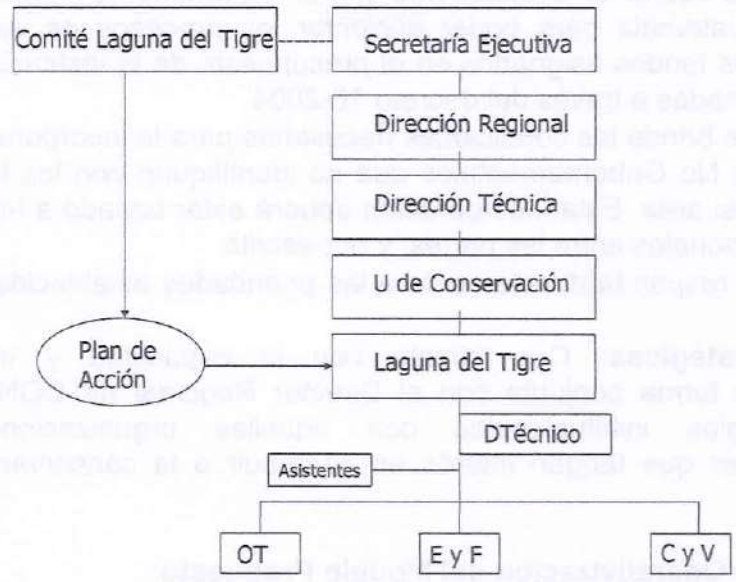 Comité Laguna del Tigre
Secretaría Ejecutiva
Dirección Regional
Dirección Técnica
U de Conservación
Plan de
Acción
Laguna del Tigre
DTécnico
Asistentes
OT
E y F
C y V